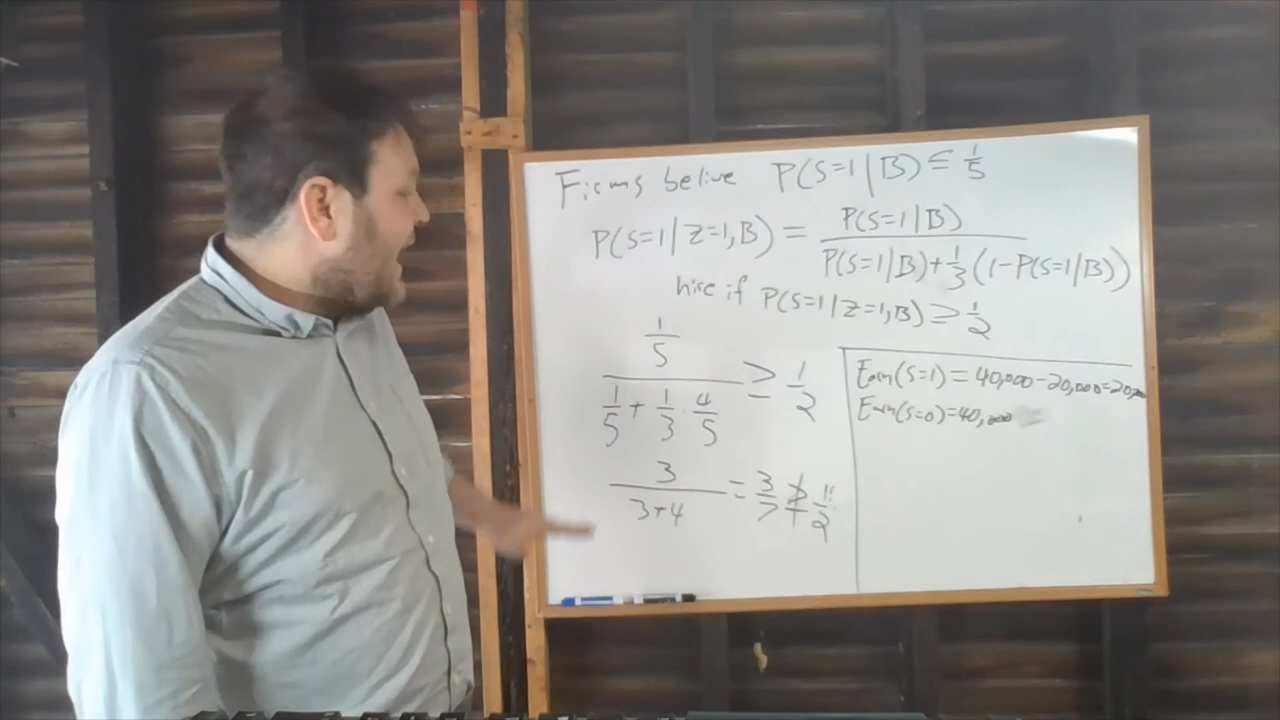 Firms belive P(S=1|B) ≤ 1/5
P(S=1|Z=1,B) = P(S=1|B) / P(S=1|B)+1/3(1-P(S=1|B))
hire if P(S=1|Z=1,B) ≥ 1/2
1/5 / 1/5 + 1/3 · 4/5 ≥ 1/2
3 / 3+4 = 3/7 ≱ 1/2
Earn(S=1) = 40,000 - 20,000 = 20,000
Earn(S=0) = 40,000